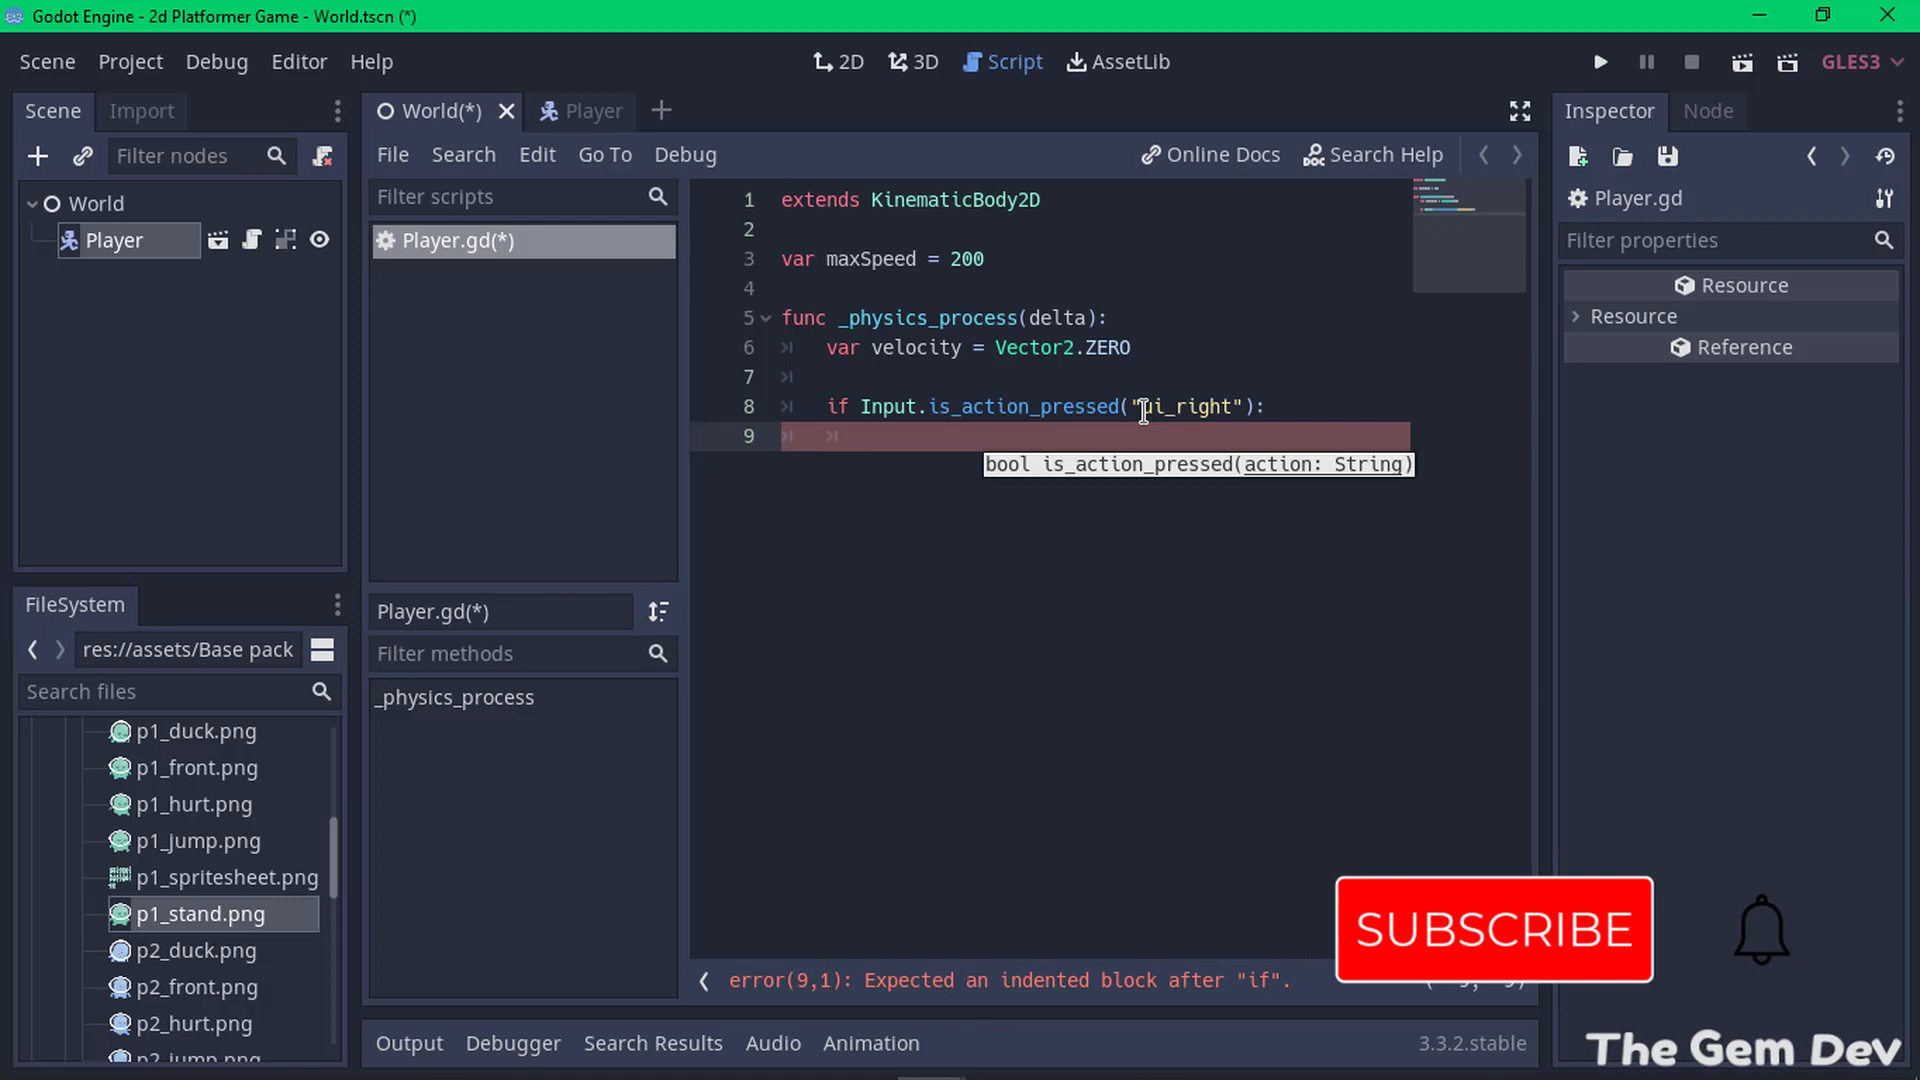 Godot Engine - 2d Platformer Game - World.tscn (*)
Scene Project Debug Editor Help
2D 3D Script AssetLib
GLES3
Scene Import
World(*) Player
Inspector Node
Filter nodes
File Search Edit Go To Debug
Online Docs Search Help
World
Player
Filter scripts
Player.gd(*)
1 extends KinematicBody2D
2
3 var maxSpeed = 200
4
5 func _physics_process(delta):
6 var velocity = Vector2.ZERO
7
8 if Input.is_action_pressed("ui_right"):
9
bool is_action_pressed(action: String)
Player.gd
Filter properties
Resource
Resource
Reference
Player.gd(*)
Filter methods
_physics_process
FileSystem
res://assets/Base pack
Search files
p1_duck.png
p1_front.png
p1_hurt.png
p1_jump.png
p1_spritesheet.png
p1_stand.png
p2_duck.png
p2_front.png
p2_hurt.png
p2_jump.png
SUBSCRIBE
error(9,1): Expected an indented block after "if".
Output Debugger Search Results Audio Animation
3.3.2.stable
The Gem Dev